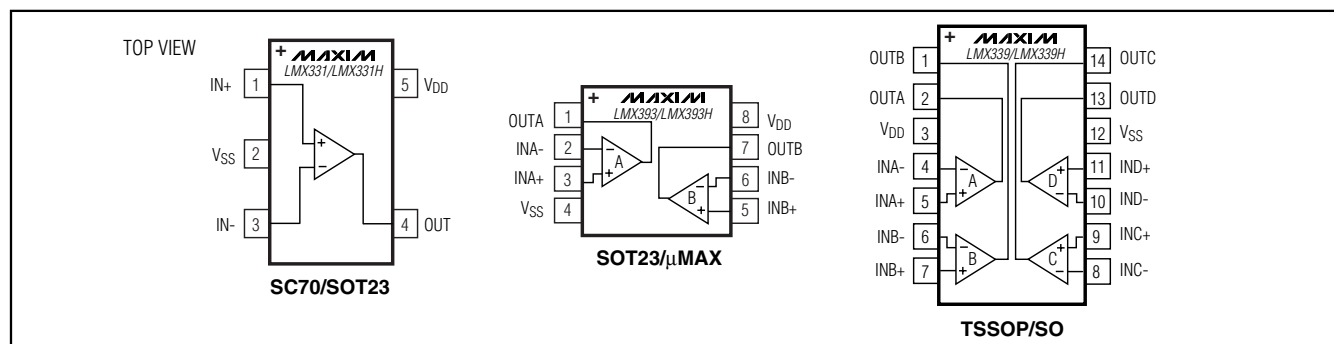 TOP VIEW
+ MAXIM
LMX331/LMX331H
IN+ 1
5 VDD
VSS 2
+
−
IN- 3
4 OUT
SC70/SOT23
+ MAXIM
LMX393/LMX393H
OUTA 1
8 VDD
INA- 2
− A
7 OUTB
INA+ 3
+
6 INB-
−
B
VSS 4
+
5 INB+
SOT23/μMAX
+ MAXIM
LMX339/LMX339H
OUTB 1
14 OUTC
OUTA 2
13 OUTD
VDD 3
12 VSS
INA- 4
− A
+ D
11 IND+
INA+ 5
+
−
10 IND-
INB- 6
− B
+ C
9 INC+
INB+ 7
+
−
8 INC-
TSSOP/SO